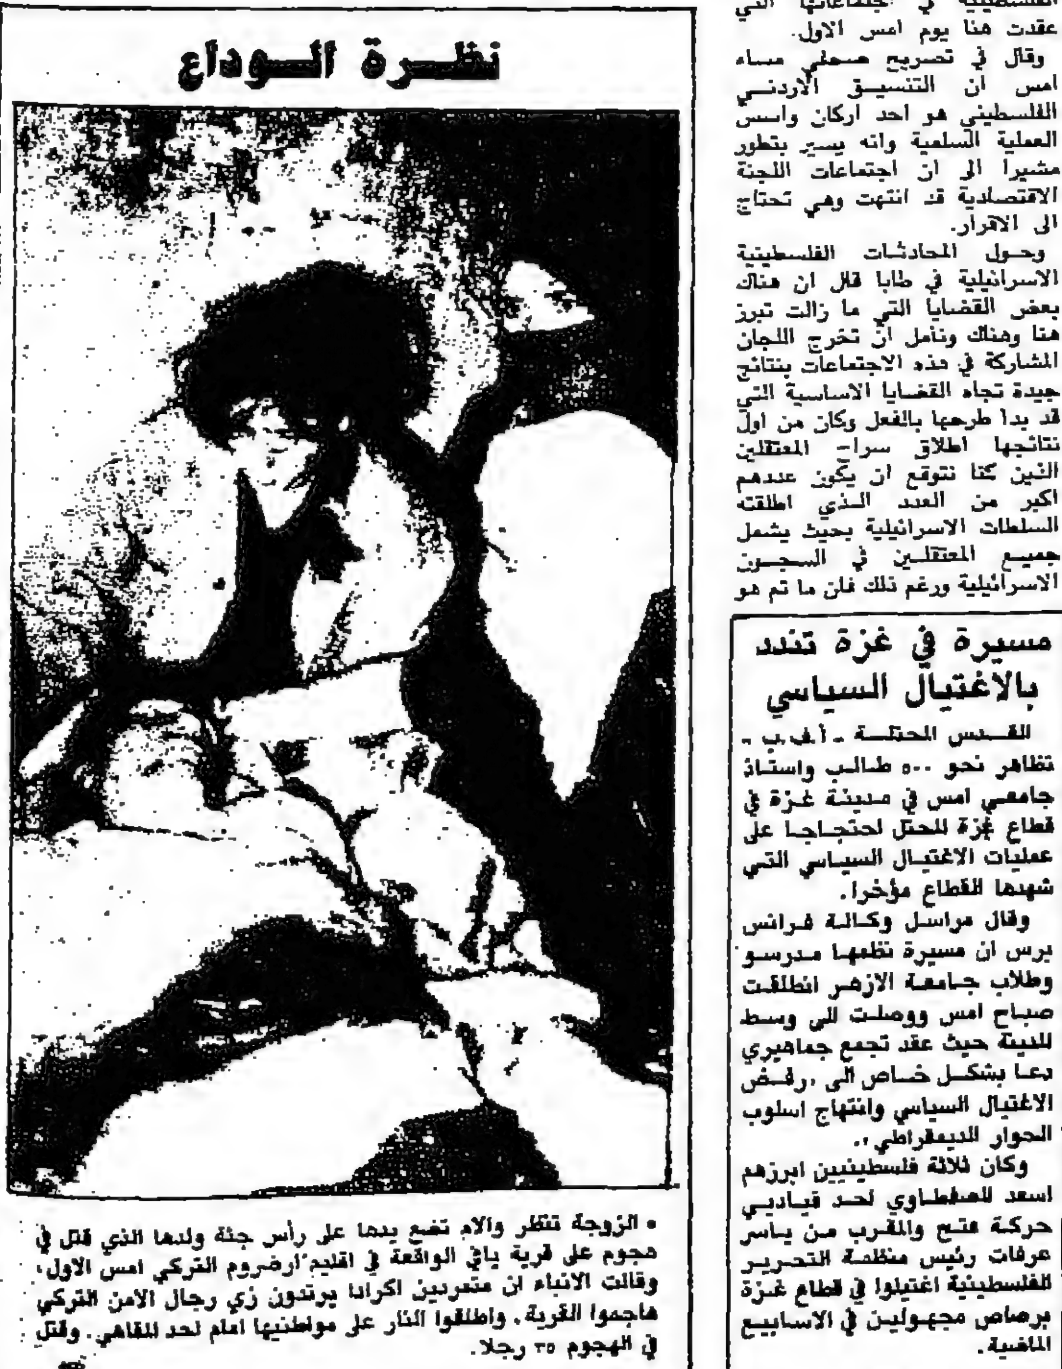 نظرة الوداع
• الزوجة تنظر والام تضع يدها على رأس جثة ولدها الذي قتل في
هجوم على قرية يافي الواقعة في اقليم ارضروم التركي امس الاول،
وقالت الانباء ان متمردين اكرادا يرتدون زي رجال الامن التركي
هاجموا القرية، واطلقوا النار على مواطنيها امام احد المقاهي. وقتل
في الهجوم ٣٥ رجلا.
عقدت هنا يوم امس الاول.
وقال في تصريح صحفي مساء
امس ان التنسيق الأردني
الفلسطيني هو احد اركان واسس
العملية السلمية وانه يسير بتطور
مشيرا الى ان اجتماعات اللجنة
الاقتصادية قد انتهت وهي تحتاج
الى الاقرار.
وحول المحادثات الفلسطينية
الاسرائيلية في طابا قال ان هناك
بعض القضايا التي ما زالت تبرز
هنا وهناك ونامل ان تخرج اللجان
المشاركة في هذه الاجتماعات بنتائج
جيدة تجاه القضايا الاساسية التي
قد بدا طرحها بالفعل وكان من اول
نتائجها اطلاق سراح المعتقلين
الذين كنا نتوقع ان يكون عددهم
اكبر من العدد الذي اطلقته
السلطات الاسرائيلية بحيث يشمل
جميع المعتقلين في السجون
الاسرائيلية ورغم ذلك فان ما تم هو
مسيرة في غزة تندد
بالاغتيال السياسي
القدس المحتلة - أ.ف.ب -
تظاهر نحو ٥٠٠ طالب واستاذ
جامعي امس في مدينة غزة في
قطاع غزة المحتل احتجاجا على
عمليات الاغتيال السياسي التي
شهدها القطاع مؤخرا.
وقال مراسل وكالة فرانس
برس ان مسيرة نظمها مدرسو
وطلاب جامعة الازهر انطلقت
صباح امس ووصلت الى وسط
المدينة حيث عقد تجمع جماهيري
دعا بشكل خاص الى «رفض
الاغتيال السياسي وانتهاج اسلوب
الحوار الديمقراطي».
وكان ثلاثة فلسطينيين ابرزهم
اسعد الصفطاوي احد قياديي
حركة فتح والمقرب من ياسر
عرفات رئيس منظمة التحرير
الفلسطينية اغتيلوا في قطاع غزة
برصاص مجهولين في الاسابيع
الماضية.